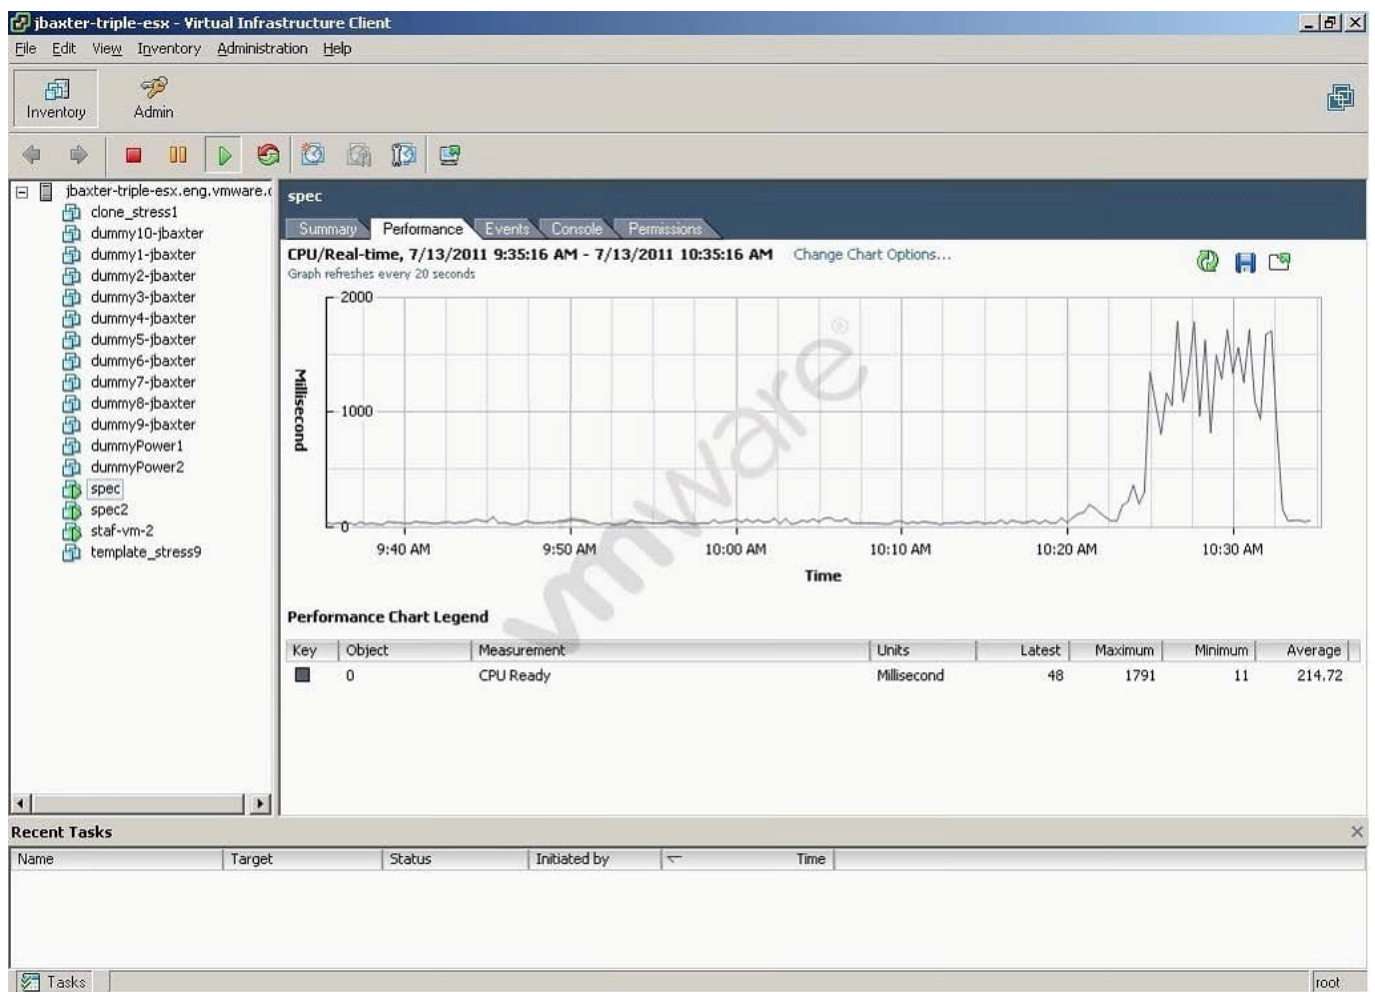 jbaxter-triple-esx - Virtual Infrastructure Client
File Edit View Inventory Administration Help
Inventory Admin
jbaxter-triple-esx.eng.vmware.c
clone_stress1
dummy10-jbaxter
dummy1-jbaxter
dummy2-jbaxter
dummy3-jbaxter
dummy4-jbaxter
dummy5-jbaxter
dummy6-jbaxter
dummy7-jbaxter
dummy8-jbaxter
dummy9-jbaxter
dummyPower1
dummyPower2
spec
spec2
staf-vm-2
template_stress9
spec
Summary Performance Events Console Permissions
CPU/Real-time, 7/13/2011 9:35:16 AM - 7/13/2011 10:35:16 AM Change Chart Options...
Graph refreshes every 20 seconds
2000
Millisecond
1000
0
9:40 AM 9:50 AM 10:00 AM 10:10 AM 10:20 AM 10:30 AM
Time
vmware®
Performance Chart Legend
Key Object Measurement Units Latest Maximum Minimum Average
0 CPU Ready Millisecond 48 1791 11 214.72
Recent Tasks
Name Target Status Initiated by Time
Tasks root